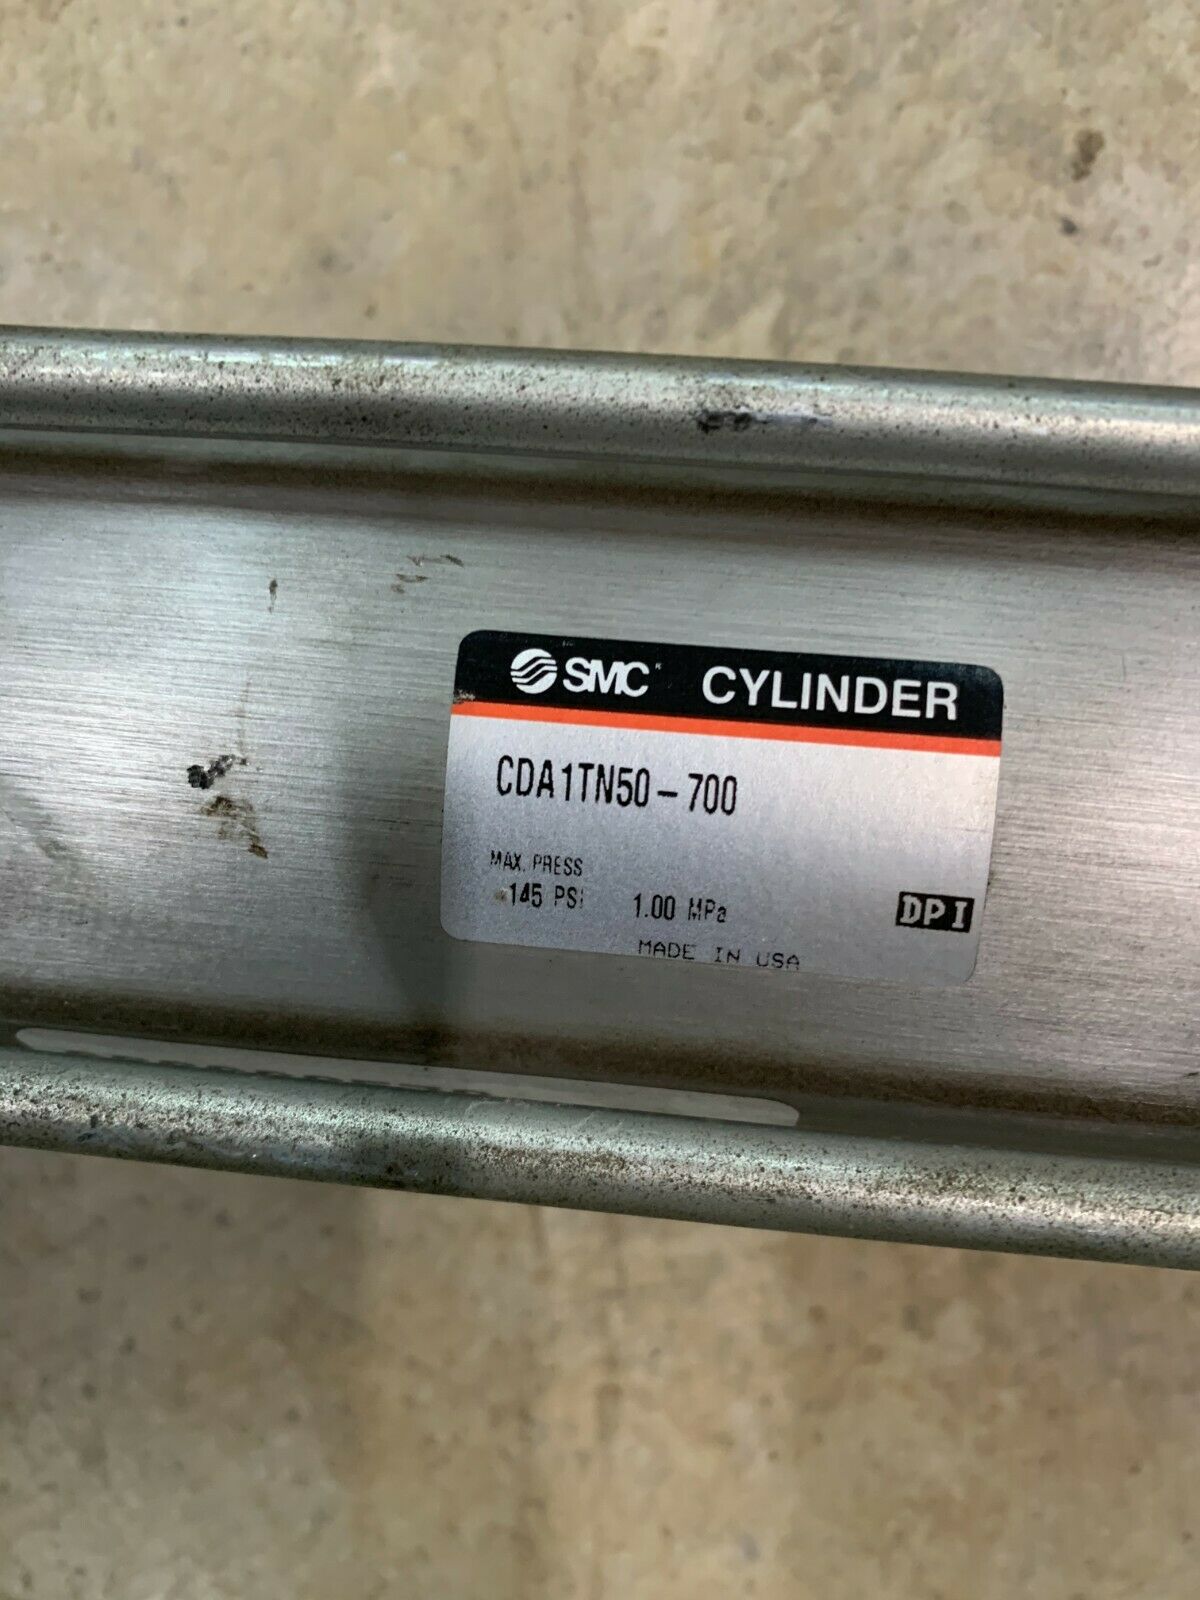 SMC CYLINDER
CDA1TN50-700
MAX. PRESS
145 PSI 1.00 MPa
DPI
MADE IN USA